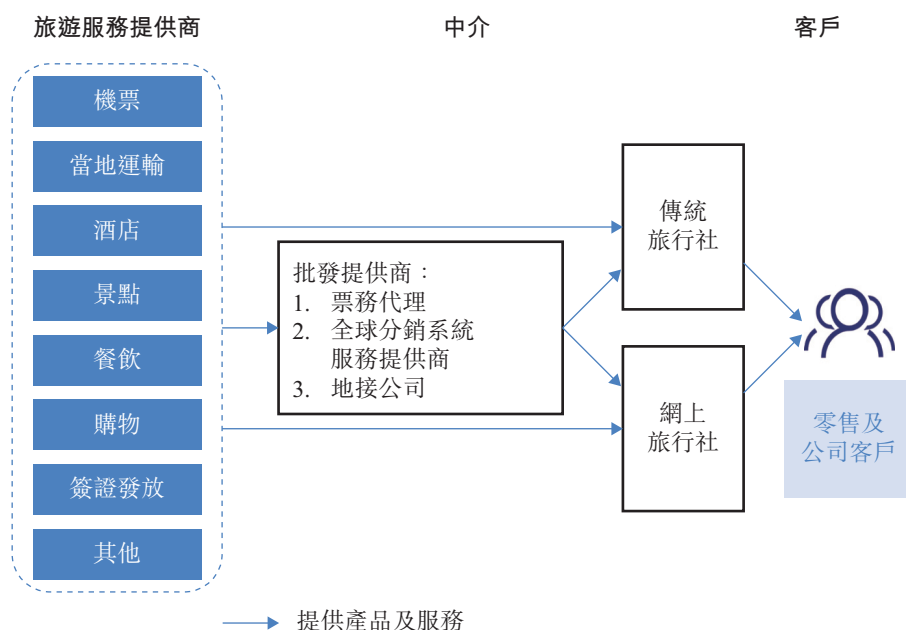 旅遊服務提供商
中介
客戶
機票
當地運輸
酒店
景點
餐飲
購物
簽證發放
其他
批發提供商：
1. 票務代理
2. 全球分銷系統
服務提供商
3. 地接公司
傳統
旅行社
網上
旅行社
零售及
公司客戶
提供產品及服務